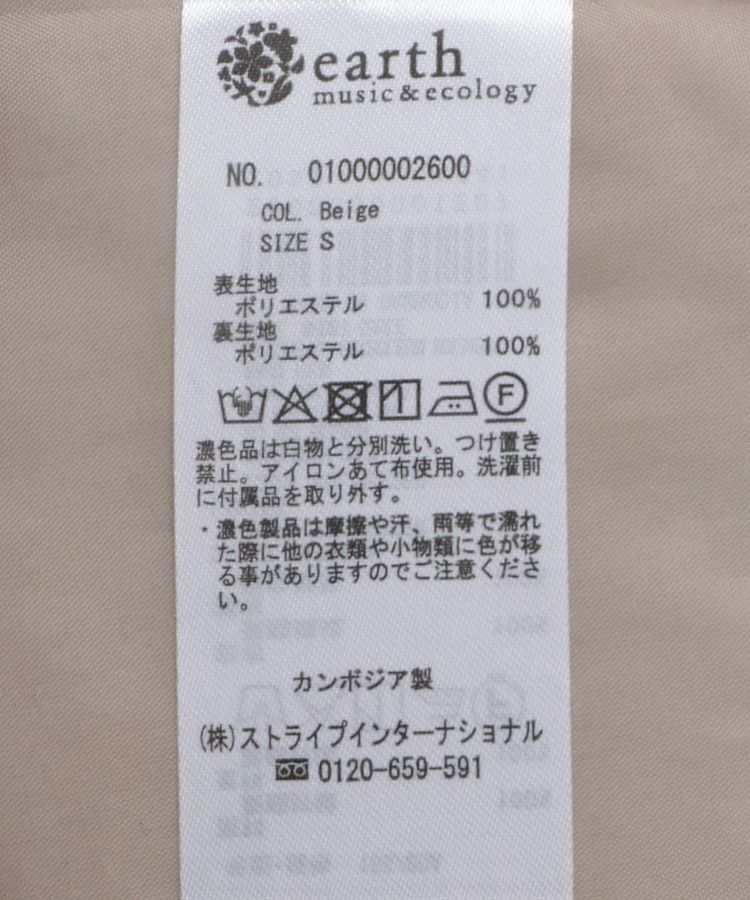 earth
music&ecology
NO. 01000002600
COL. Beige
SIZE S
表生地
ポリエステル 100%
裏生地
ポリエステル 100%
F
濃色品は白物と分別洗い。つけ置き
禁止。アイロンあて布使用。洗濯前
に付属品を取り外す。
・濃色製品は摩擦や汗、雨等で濡れ
た際に他の衣類や小物類に色が移
る事がありますのでご注意くださ
い。
カンボジア製
(株)ストライプインターナショナル
0120-659-591